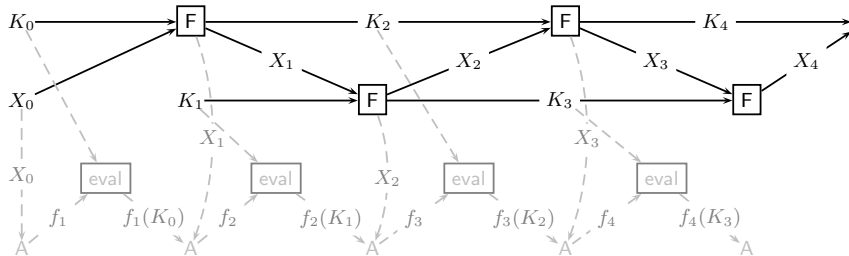 K₀ F K₂ F K₄
X₁ X₂ X₃ X₄
X₀ K₁ F K₃ F
X₁ X₃
X₀ eval eval X₂ eval eval
f₁ f₁(K₀) f₂ f₂(K₁) f₃ f₃(K₂) f₄ f₄(K₃)
A A A A A